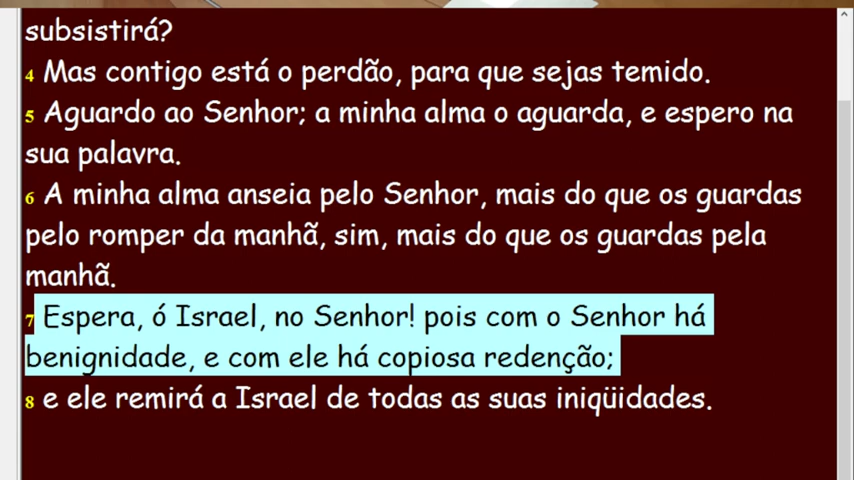 subsistirá?
4 Mas contigo está o perdão, para que sejas temido.
5 Aguardo ao Senhor; a minha alma o aguarda, e espero na
sua palavra.
6 A minha alma anseia pelo Senhor, mais do que os guardas
pelo romper da manhã, sim, mais do que os guardas pela
manhã.
7 Espera, ó Israel, no Senhor! pois com o Senhor há
benignidade, e com ele há copiosa redenção;
8 e ele remirá a Israel de todas as suas iniqüidades.